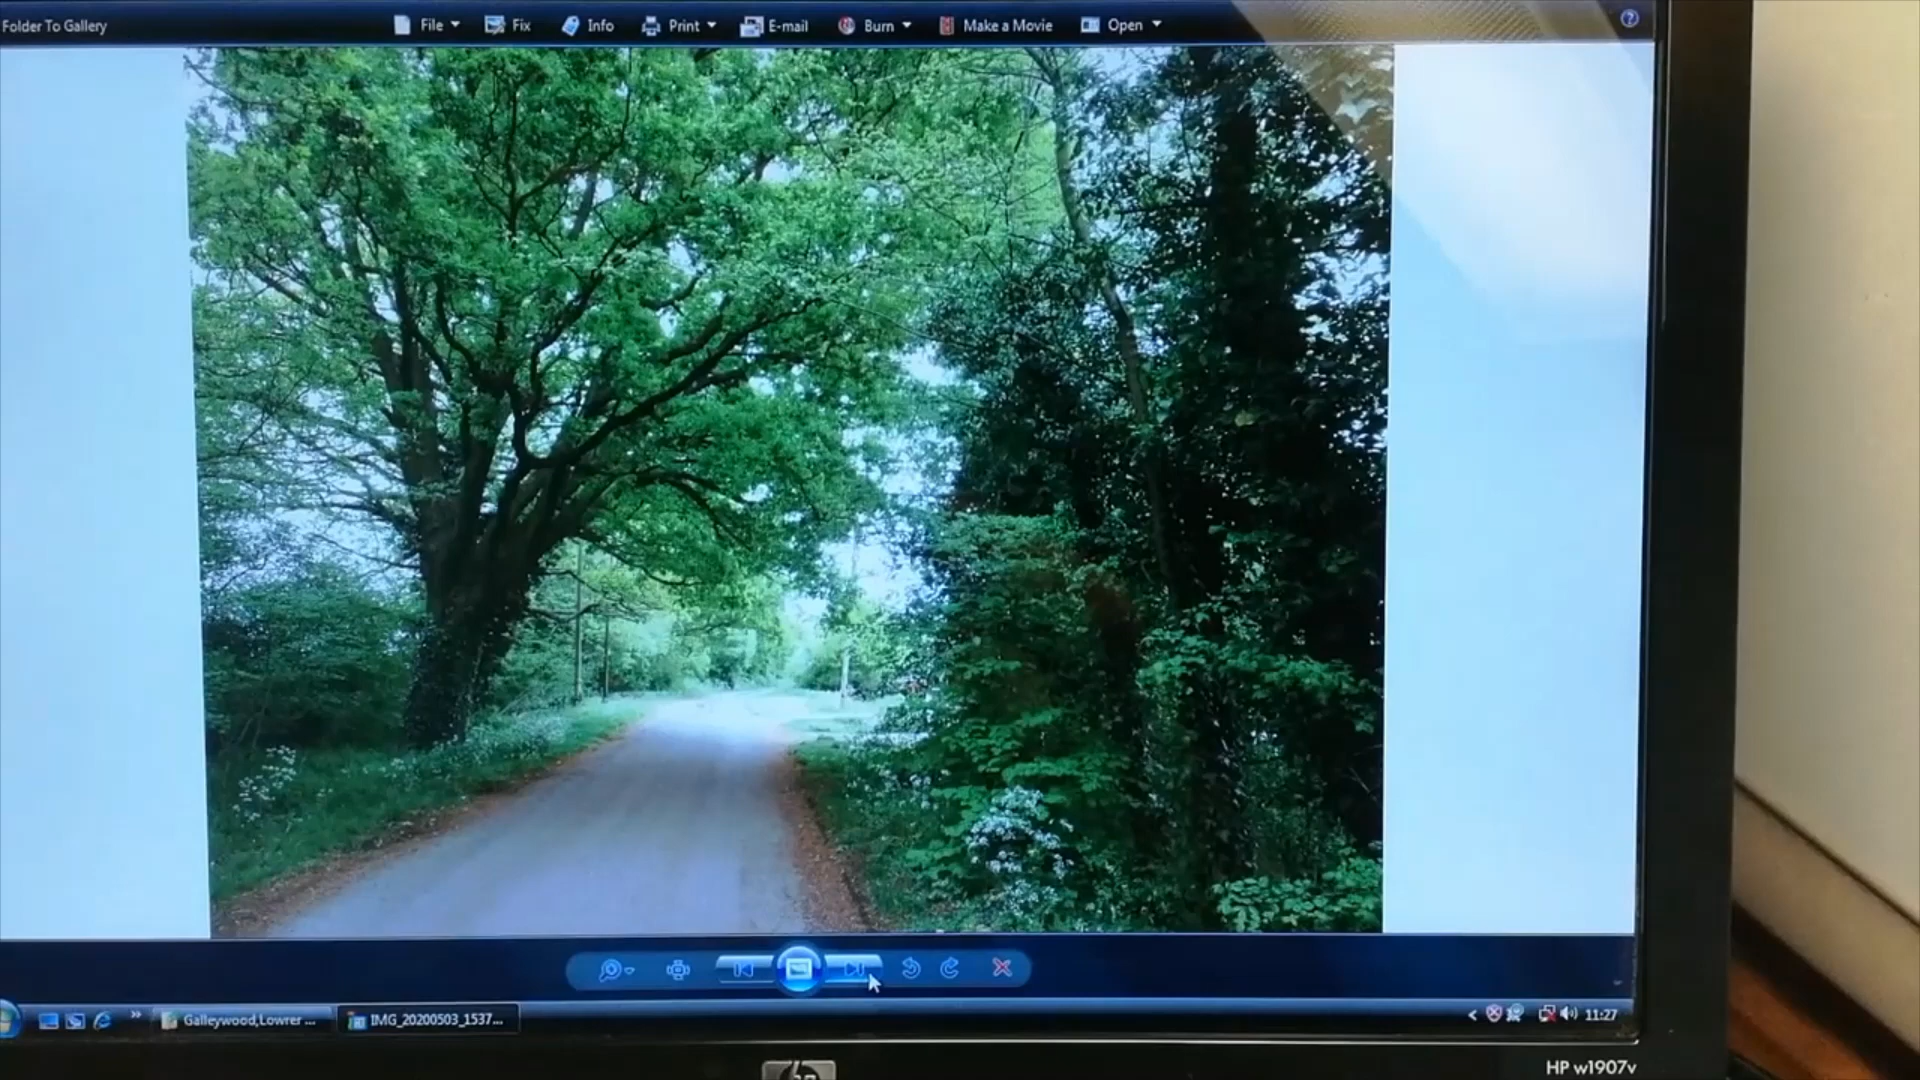 Folder To Gallery File Fix Info Print E-mail Burn Make a Movie Open
Galleywood,Lowrer ... IMG_20200503_1537... 11:27
hp
HP w1907v